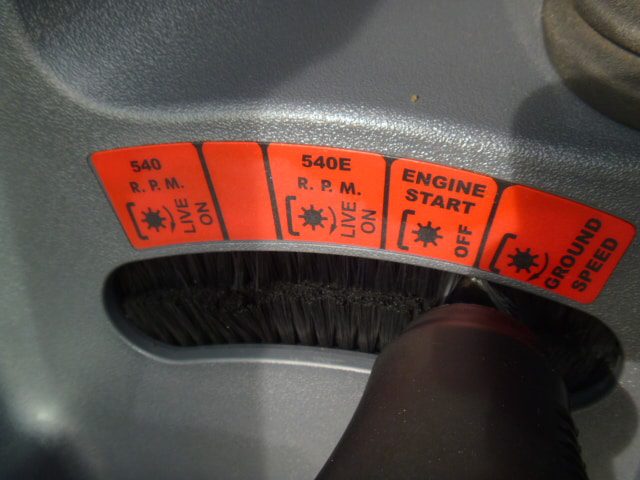 540
R. P. M.
LIVE
ON
540E
R. P. M.
LIVE
ON
ENGINE
START
OFF
GROUND
SPEED